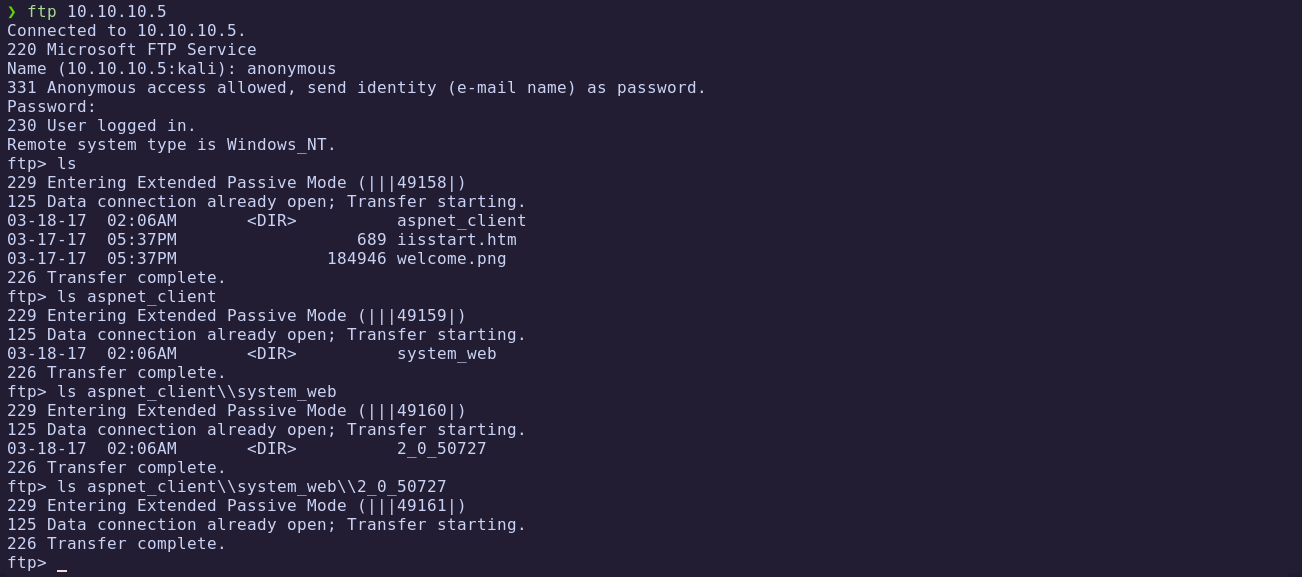 ❯ ftp 10.10.10.5
Connected to 10.10.10.5.
220 Microsoft FTP Service
Name (10.10.10.5:kali): anonymous
331 Anonymous access allowed, send identity (e-mail name) as password.
Password:
230 User logged in.
Remote system type is Windows_NT.
ftp> ls
229 Entering Extended Passive Mode (|||49158|)
125 Data connection already open; Transfer starting.
03-18-17  02:06AM       <DIR>          aspnet_client
03-17-17  05:37PM                  689 iisstart.htm
03-17-17  05:37PM               184946 welcome.png
226 Transfer complete.
ftp> ls aspnet_client
229 Entering Extended Passive Mode (|||49159|)
125 Data connection already open; Transfer starting.
03-18-17  02:06AM       <DIR>          system_web
226 Transfer complete.
ftp> ls aspnet_client\\system_web
229 Entering Extended Passive Mode (|||49160|)
125 Data connection already open; Transfer starting.
03-18-17  02:06AM       <DIR>          2_0_50727
226 Transfer complete.
ftp> ls aspnet_client\\system_web\\2_0_50727
229 Entering Extended Passive Mode (|||49161|)
125 Data connection already open; Transfer starting.
226 Transfer complete.
ftp> _